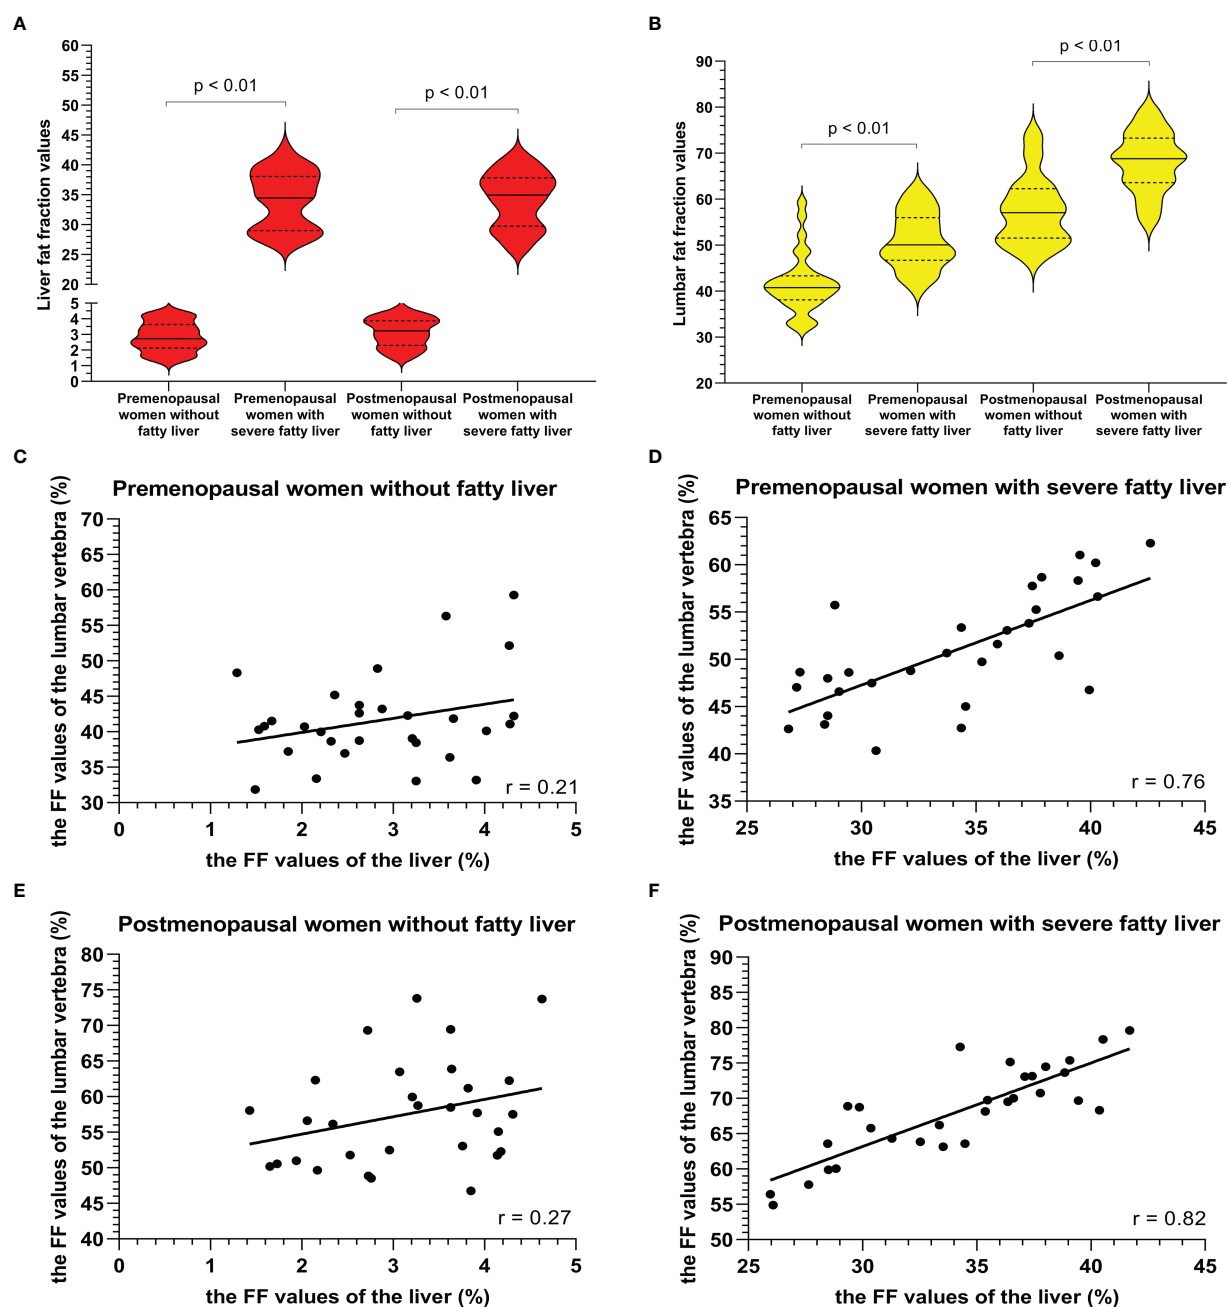 A
Liver fat fraction values
60
55
50
45
40
35
30
25
20
5
4
3
2
1
0
p < 0.01
p < 0.01
Premenopausal
women without
fatty liver
Premenopausal
women with
severe fatty liver
Postmenopausal
women without
fatty liver
Postmenopausal
women with
severe fatty liver
B
Lumbar fat fraction values
90
80
70
60
50
40
30
20
p < 0.01
p < 0.01
Premenopausal
women without
fatty liver
Premenopausal
women with
severe fatty liver
Postmenopausal
women without
fatty liver
Postmenopausal
women with
severe fatty liver
C
Premenopausal women without fatty liver
the FF values of the lumbar vertebra (%)
70
65
60
55
50
45
40
35
30
r = 0.21
0 1 2 3 4 5
the FF values of the liver (%)
D
Premenopausal women with severe fatty liver
the FF values of the lumbar vertebra (%)
65
60
55
50
45
40
35
r = 0.76
25 30 35 40 45
the FF values of the liver (%)
E
Postmenopausal women without fatty liver
the FF values of the lumbar vertebra (%)
80
75
70
65
60
55
50
45
40
r = 0.27
0 1 2 3 4 5
the FF values of the liver (%)
F
Postmenopausal women with severe fatty liver
the FF values of the lumbar vertebra (%)
90
85
80
75
70
65
60
55
50
r = 0.82
25 30 35 40 45
the FF values of the liver (%)